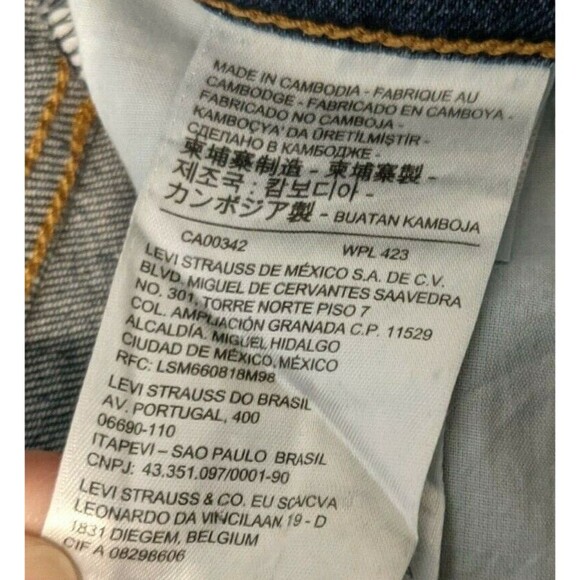 MADE IN CAMBODIA - FABRIQUE AU
CAMBODGE - FABRICADO EN CAMBOYA -
FABRICADO NO CAMBOJA -
KAMBOÇYA'DA ÜRETİLMİŞTİR -
СДЕЛАНО В КАМБОДЖЕ -
柬埔寨制造 - 柬埔寨製 -
제조국 : 캄보디아 -
カンボジア製 - BUATAN KAMBOJA
CA00342 WPL 423
LEVI STRAUSS DE MÉXICO S.A. DE C.V.
BLVD. MIGUEL DE CERVANTES SAAVEDRA
NO. 301, TORRE NORTE PISO 7
COL. AMPLIACIÓN GRANADA C.P. 11529
ALCALDÍA. MIGUEL HIDALGO
CIUDAD DE MÉXICO, MÉXICO
RFC: LSM660818M98
LEVI STRAUSS DO BRASIL
AV. PORTUGAL, 400
06690-110
ITAPEVI – SAO PAULO BRASIL
CNPJ: 43.351.097/0001-90
LEVI STRAUSS & CO. EU SCA/CVA
LEONARDO DA VINCILAAN 19 - D
1831 DIEGEM, BELGIUM
CIF A 08298606